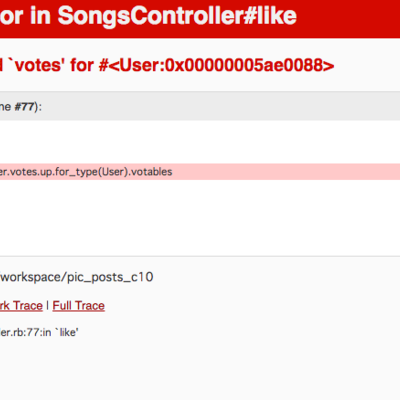 or in SongsController#like
`votes' for #<User:0x00000005ae0088>
#77):
er.votes.up.for_type(User).votables
workspace/pic_posts_c10
rk Trace | Full Trace
er.rb:77:in `like'